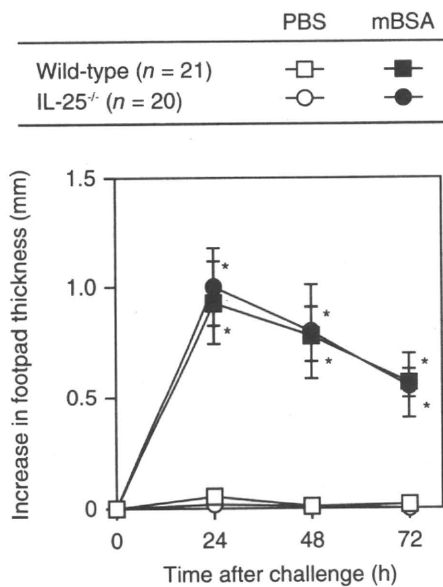 PBS mBSA
Wild-type (n = 21)
IL-25-/- (n = 20)
1.5
1.0
0.5
0
Increase in footpad thickness (mm)
* *
* *
* *
0 24 48 72
Time after challenge (h)